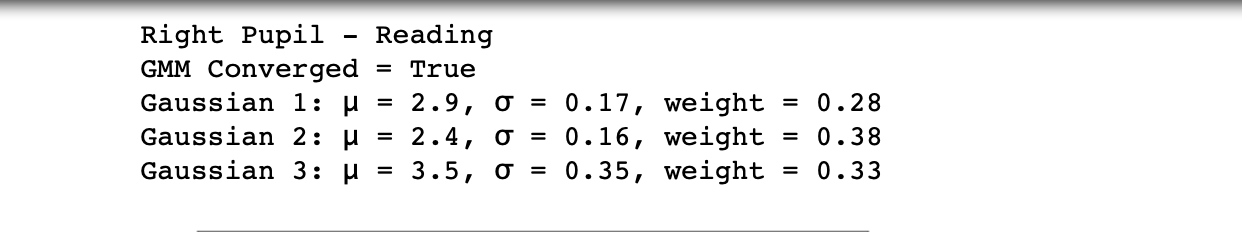 Right Pupil - Reading
GMM Converged = True
Gaussian 1: μ = 2.9, σ = 0.17, weight = 0.28
Gaussian 2: μ = 2.4, σ = 0.16, weight = 0.38
Gaussian 3: μ = 3.5, σ = 0.35, weight = 0.33